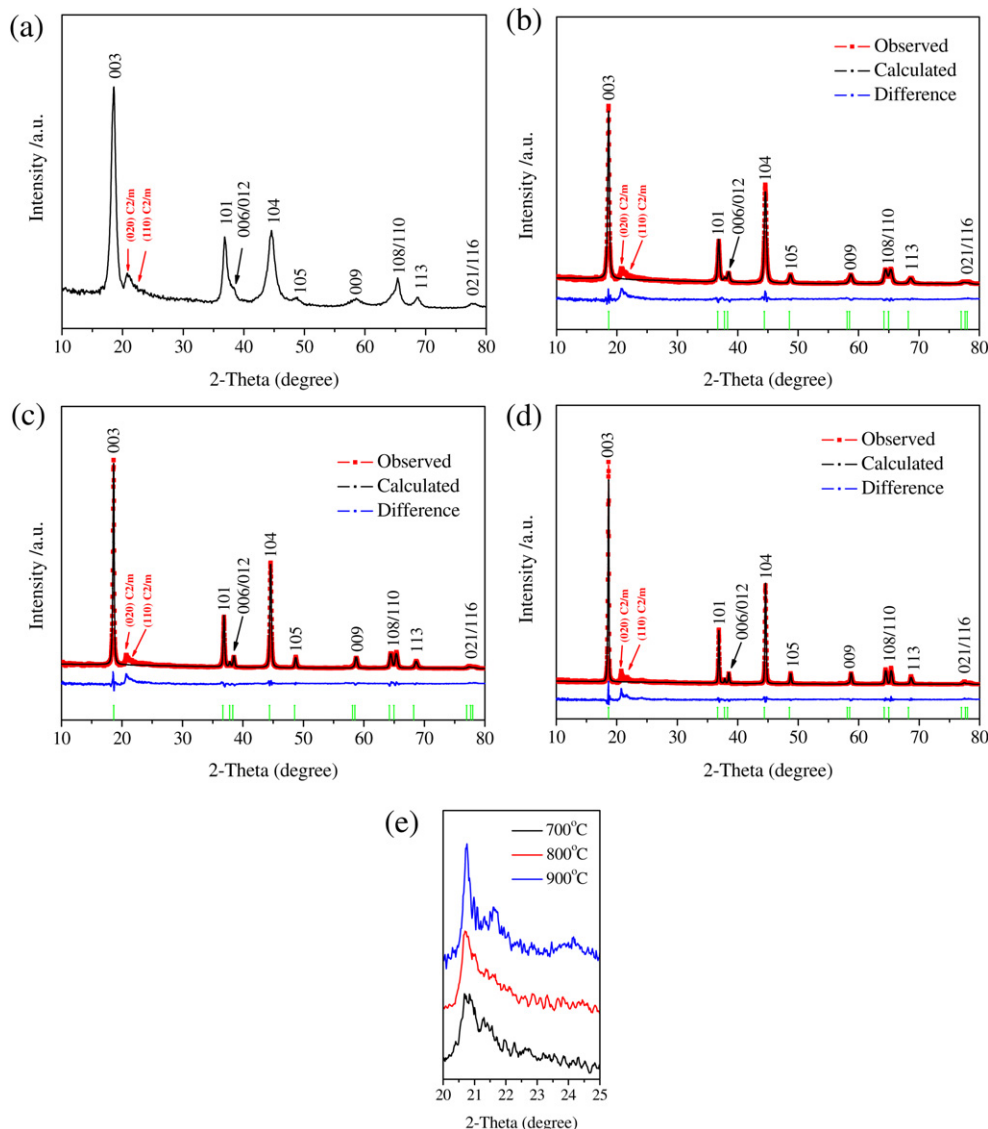 (a)
003
(020) C2/m
(110) C2/m
101
006/012
104
105
009
108/110
113
021/116
Intensity /a.u.
10 20 30 40 50 60 70 80
2-Theta (degree)
(b)
Observed
Calculated
Difference
003
(020) C2/m
(110) C2/m
101
006/012
104
105
009
108/110
113
021/116
Intensity /a.u.
10 20 30 40 50 60 70 80
2-Theta (degree)
(c)
Observed
Calculated
Difference
003
(020) C2/m
(110) C2/m
101
006/012
104
105
009
108/110
113
021/116
Intensity /a.u.
10 20 30 40 50 60 70 80
2-Theta (degree)
(d)
Observed
Calculated
Difference
003
(020) C2/m
(110) C2/m
101
006/012
104
105
009
108/110
113
021/116
Intensity /a.u.
10 20 30 40 50 60 70 80
2-Theta (degree)
(e)
700°C
800°C
900°C
20 21 22 23 24 25
2-Theta (degree)